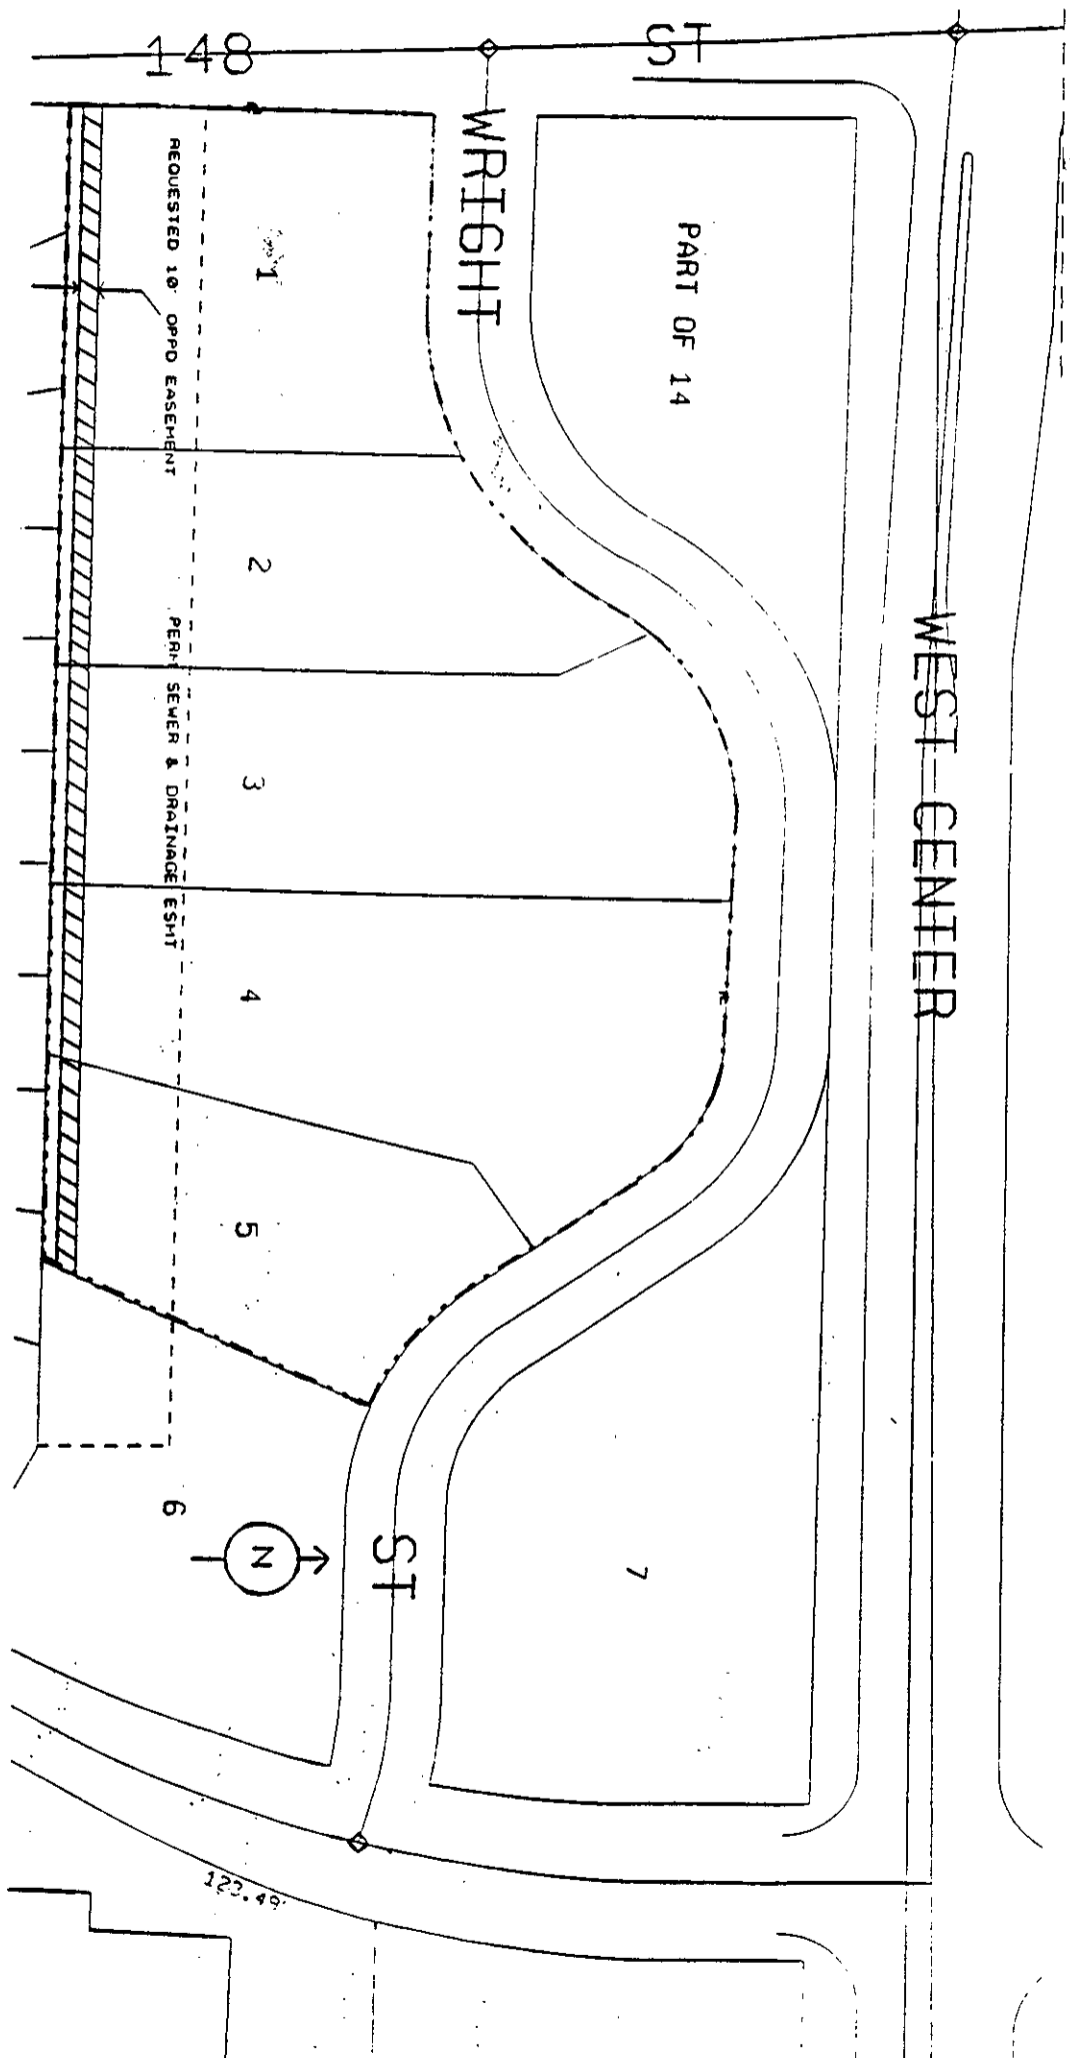 148 ST
WRIGHT
PART OF 14
WEST CENTER
REQUESTED 10' OPPD EASEMENT
PERM SEWER & DRAINAGE ESMT
1
2
3
4
5
6
7
N
ST